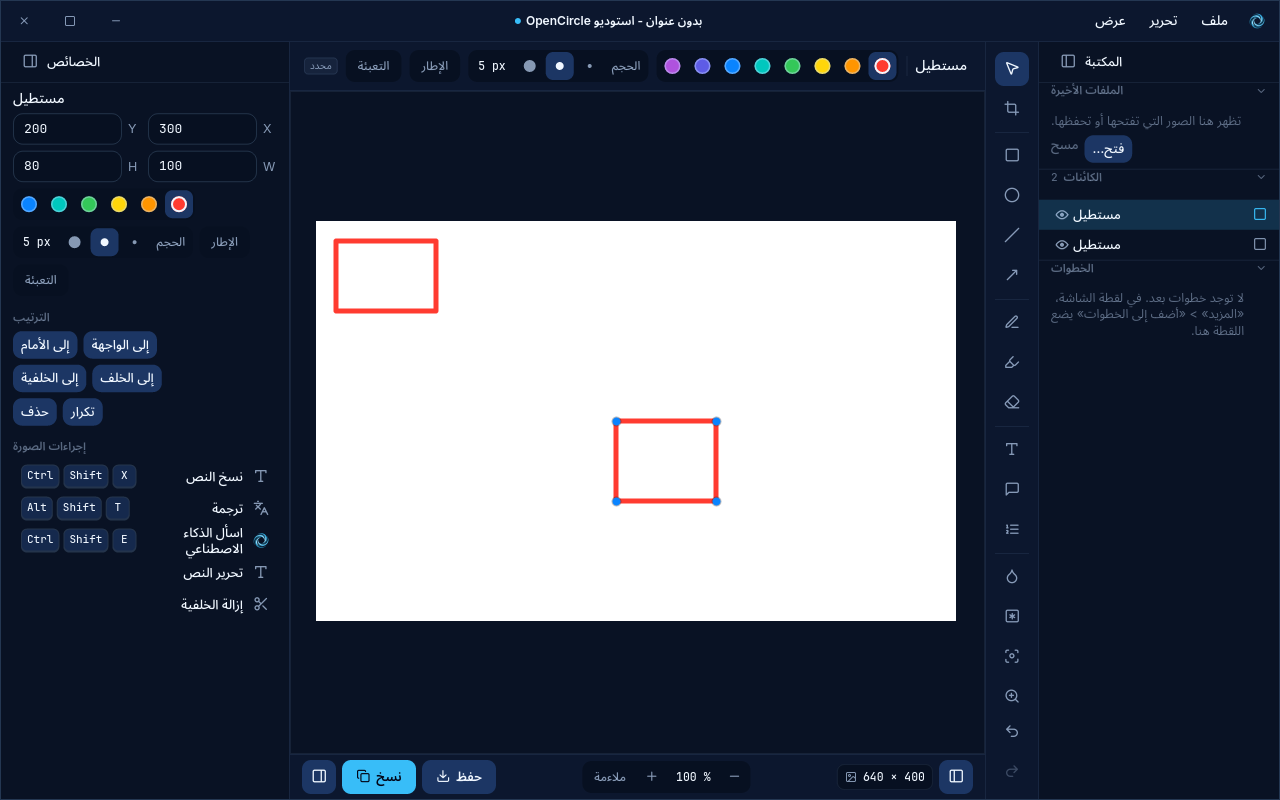 ملف
تحرير
عرض
بدون عنوان - استوديو OpenCircle
المكتبة
الملفات الأخيرة
تظهر هنا الصور التي تفتحها أو تحفظها.
فتح...
مسح
الكائنات 2
مستطيل
مستطيل
الخطوات
لا توجد خطوات بعد. في لقطة الشاشة،
«المزيد» > «أضف إلى الخطوات» يضع
اللقطة هنا.
مستطيل
الحجم
5 px
الإطار
التعبئة
محدد
640 × 400
100 %
ملاءمة
حفظ
نسخ
الخصائص
مستطيل
X 300
Y 200
W 100
H 80
الإطار
الحجم
5 px
التعبئة
الترتيب
إلى الواجهة
إلى الأمام
إلى الخلف
إلى الخلفية
تكرار
حذف
إجراءات الصورة
نسخ النص Ctrl Shift X
ترجمة Alt Shift T
اسأل الذكاء
الاصطناعي Ctrl Shift E
تحرير النص
إزالة الخلفية